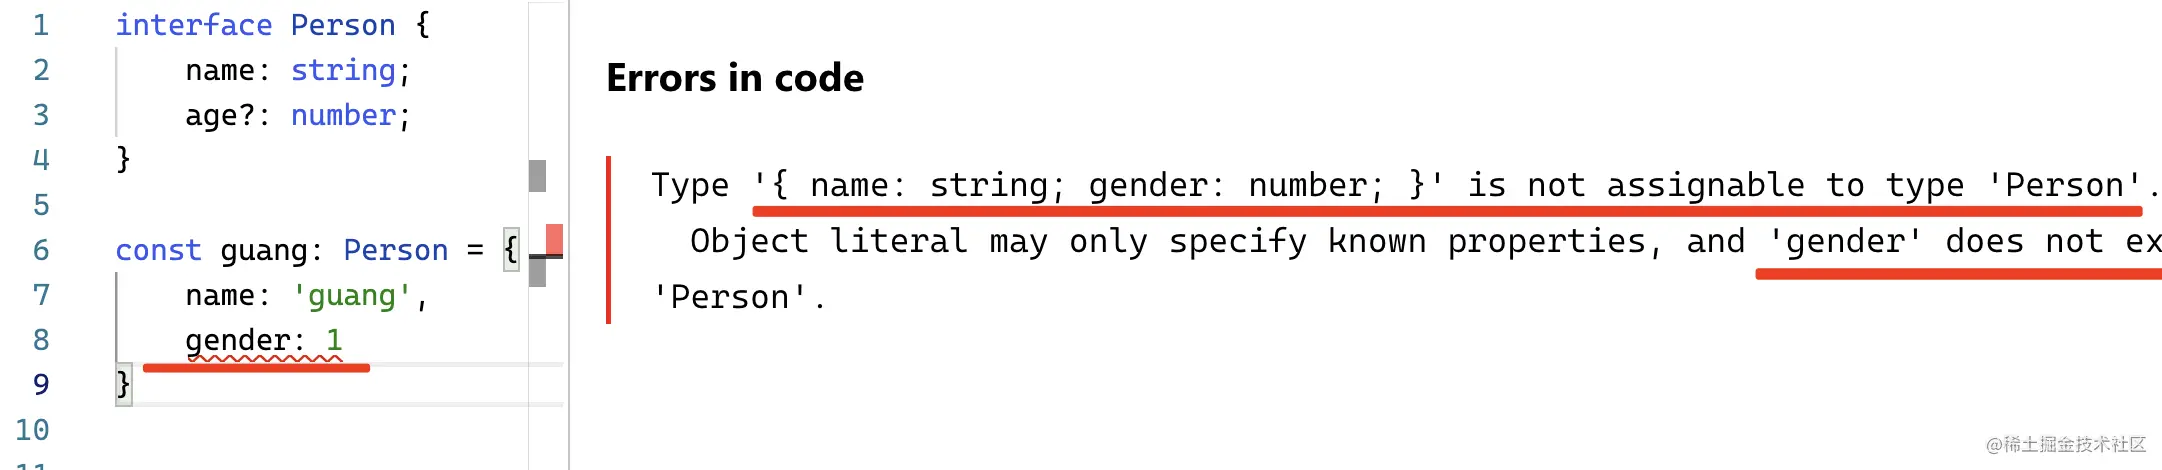 1 interface Person {
2 name: string;
3 age?: number;
4 }
5
6 const guang: Person = {
7 name: 'guang',
8 gender: 1
9 }
10
11
Errors in code
Type '{ name: string; gender: number; }' is not assignable to type 'Person'.
Object literal may only specify known properties, and 'gender' does not ex
'Person'.
@稀土掘金技术社区